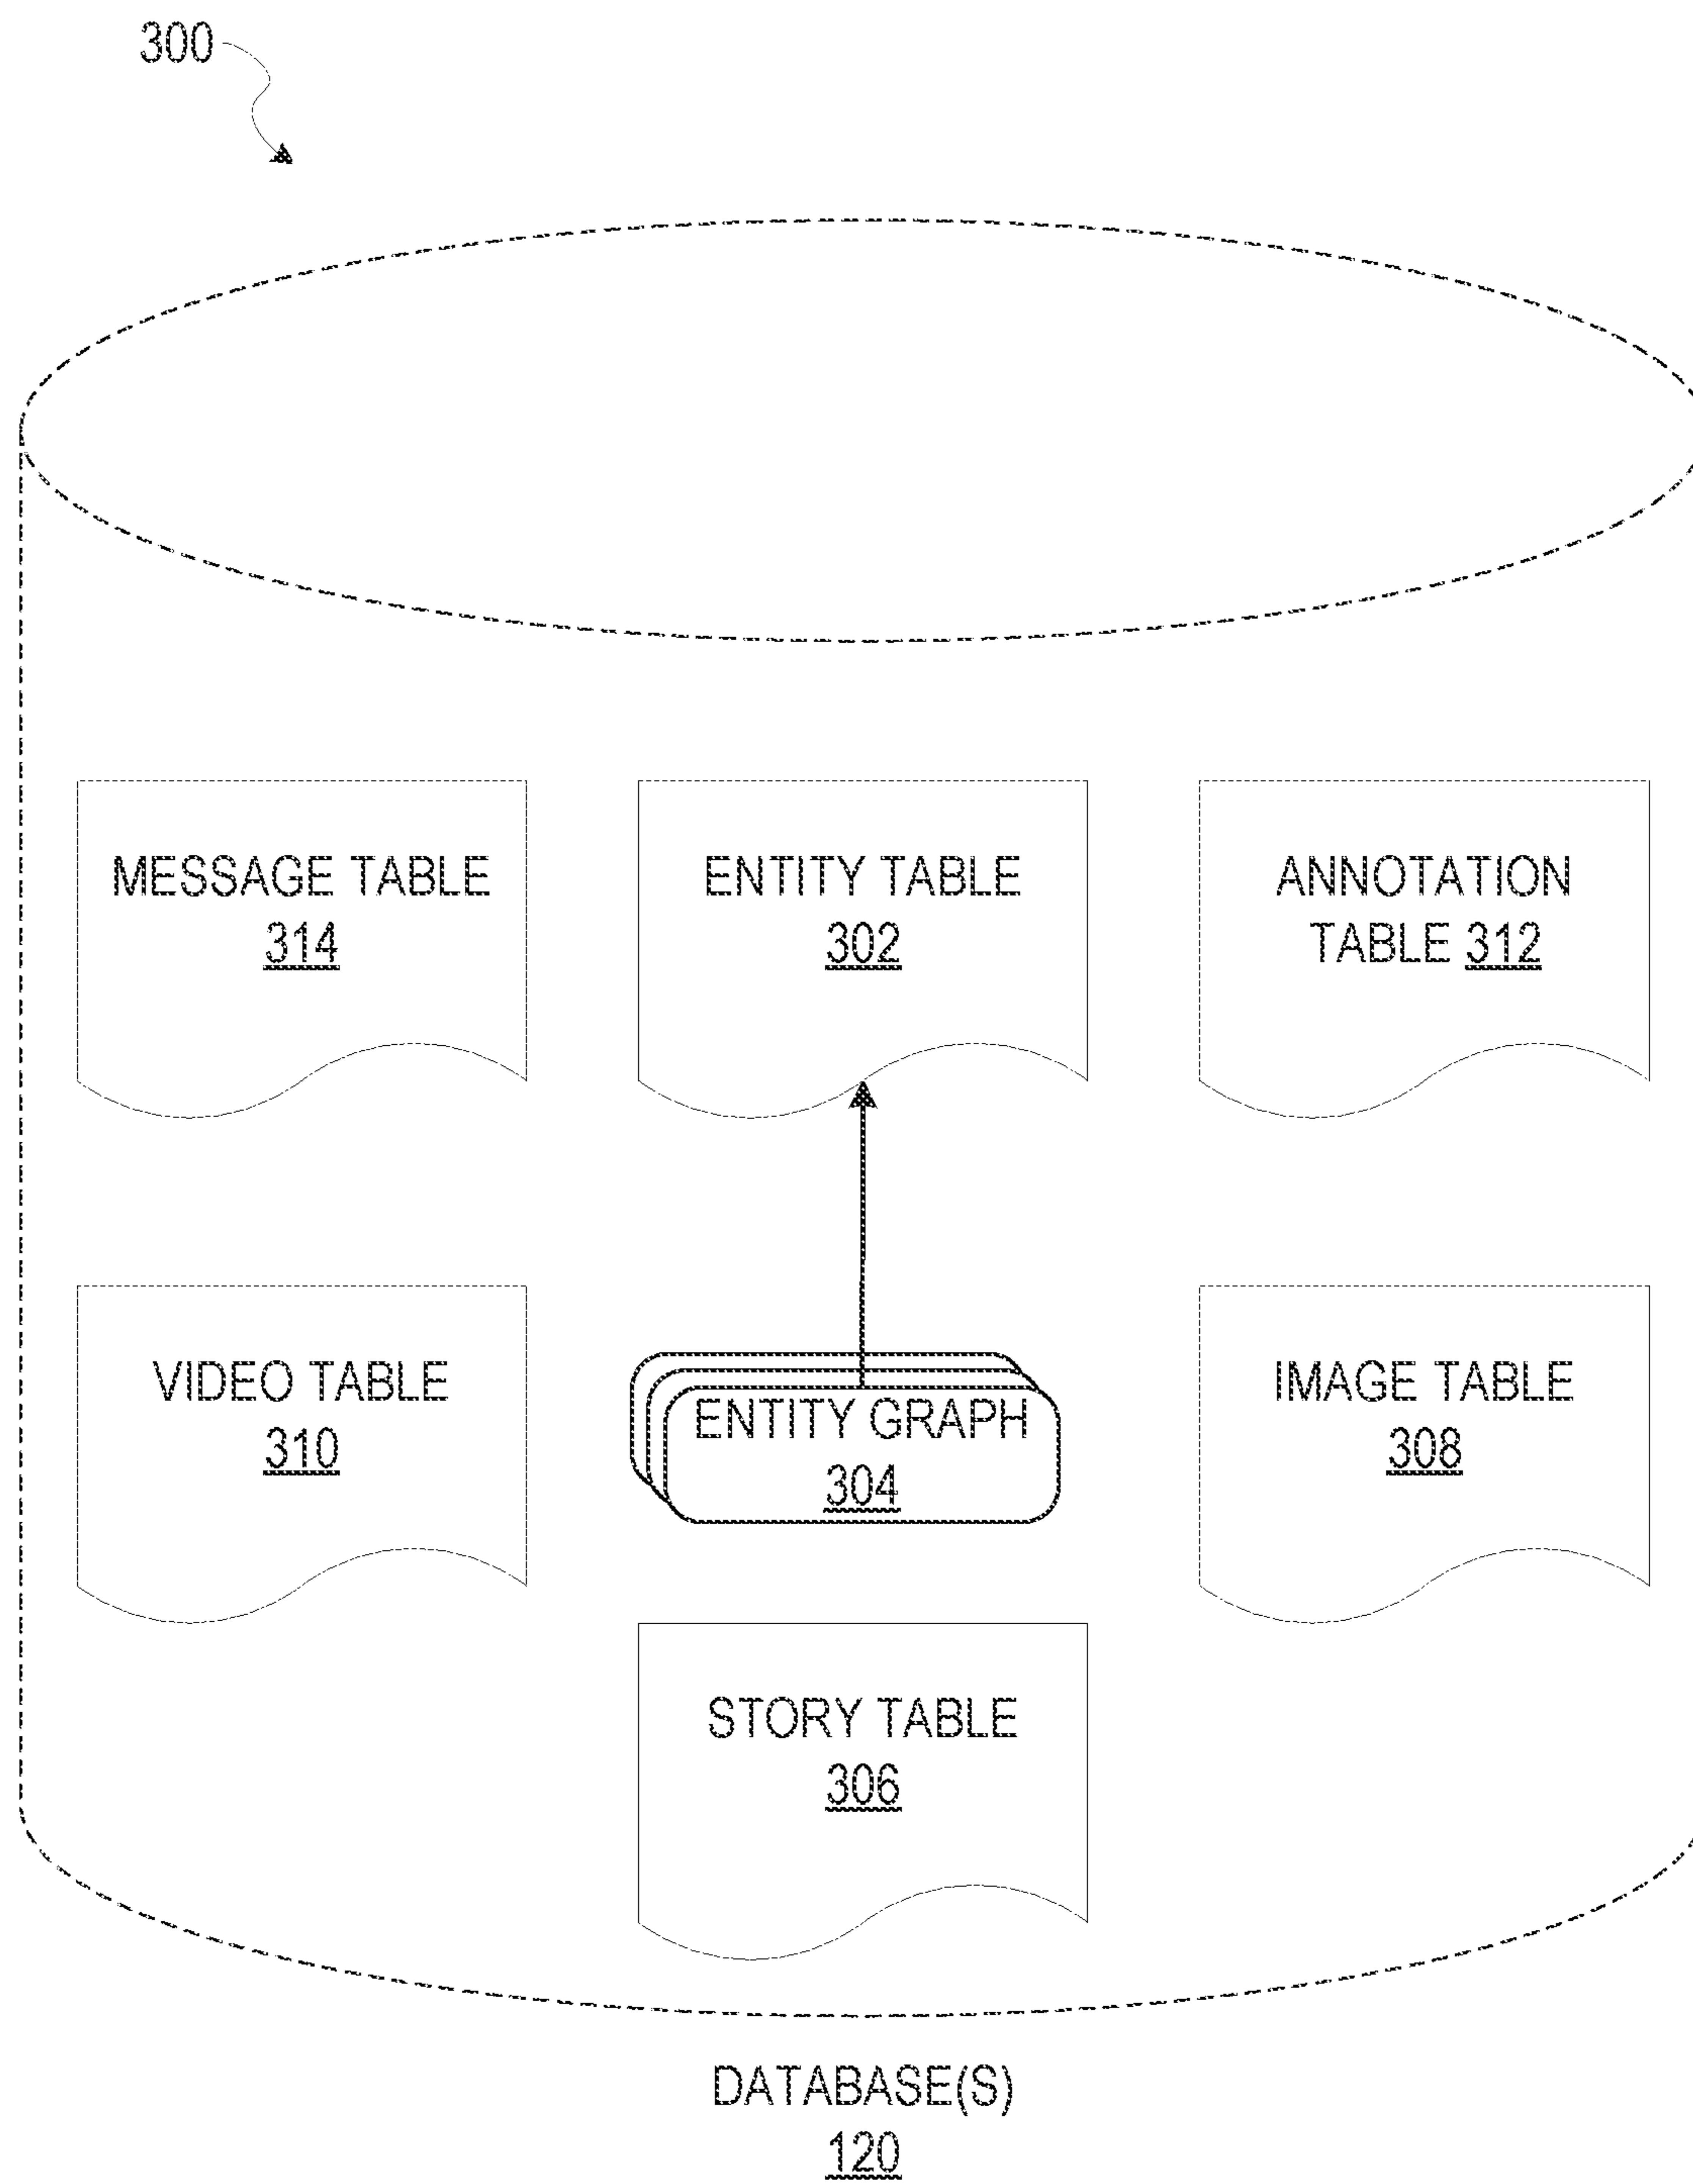 300
MESSAGE TABLE
314
ENTITY TABLE
302
ANNOTATION
TABLE 312
VIDEO TABLE
310
ENTITY GRAPH
304
IMAGE TABLE
308
STORY TABLE
306
DATABASE(S)
120